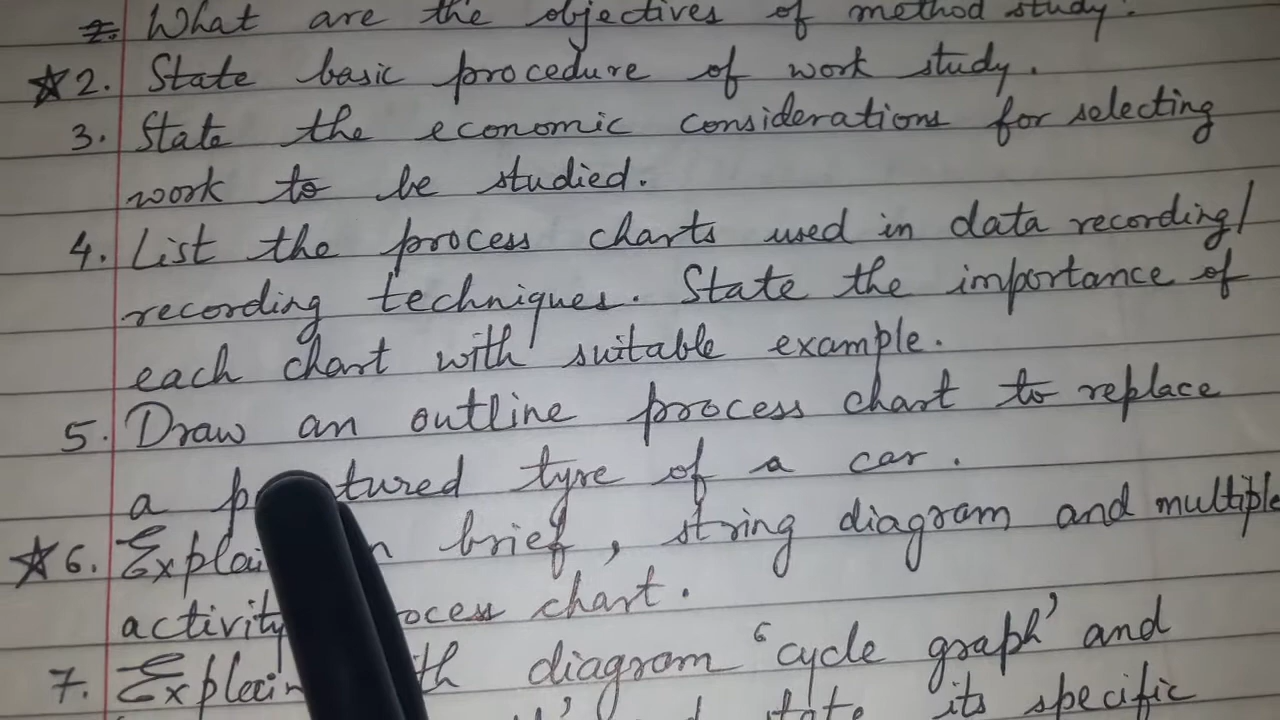 What are the objectives of method study.
☆2. State basic procedure of work study.
3. State the economic considerations for selecting
work to be studied.
4. List the process charts used in data recording/
recording techniques. State the importance of
each chart with suitable example.
5. Draw an outline process chart to replace
a tyre of a car.
☆6. brief, string diagram and multiple
activity chart.
7. Explain diagram ‘cycle graph’ and
its specific